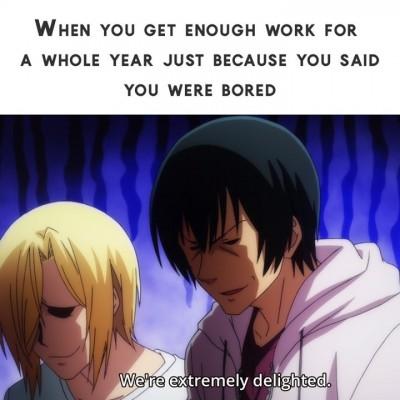 When you get enough work for
a whole year just because you said
you were bored
We're extremely delighted.